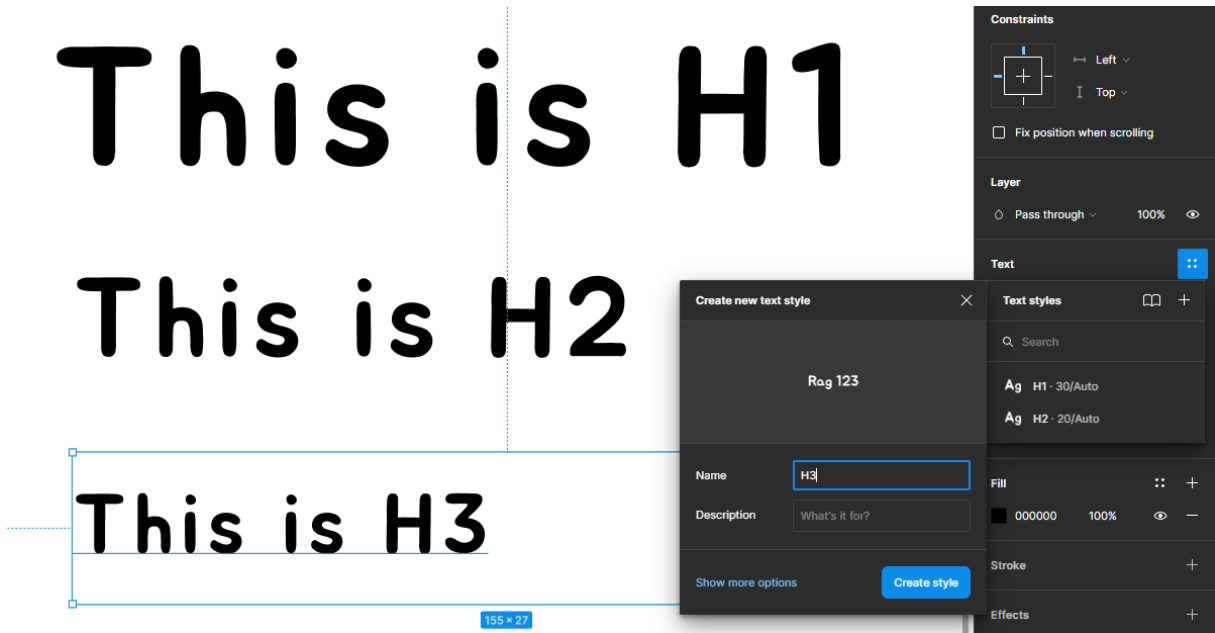 This is H1
This is H2
This is H3
155 × 27
Create new text style
Rag 123
Name
H3
Description
What's it for?
Show more options
Create style
Constraints
Left
Top
Fix position when scrolling
Layer
Pass through
100%
Text
Text styles
Search
Ag H1 · 30/Auto
Ag H2 · 20/Auto
Fill
000000 100%
Stroke
Effects